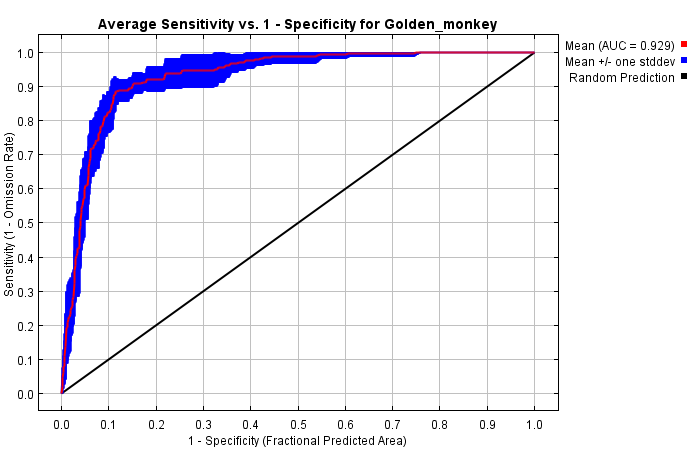 Average Sensitivity vs. 1 - Specificity for Golden_monkey
Mean (AUC = 0.929)
Mean +/- one stddev
Random Prediction
Sensitivity (1 - Omission Rate)
1.0
0.9
0.8
0.7
0.6
0.5
0.4
0.3
0.2
0.1
0.0
0.0 0.1 0.2 0.3 0.4 0.5 0.6 0.7 0.8 0.9 1.0
1 - Specificity (Fractional Predicted Area)